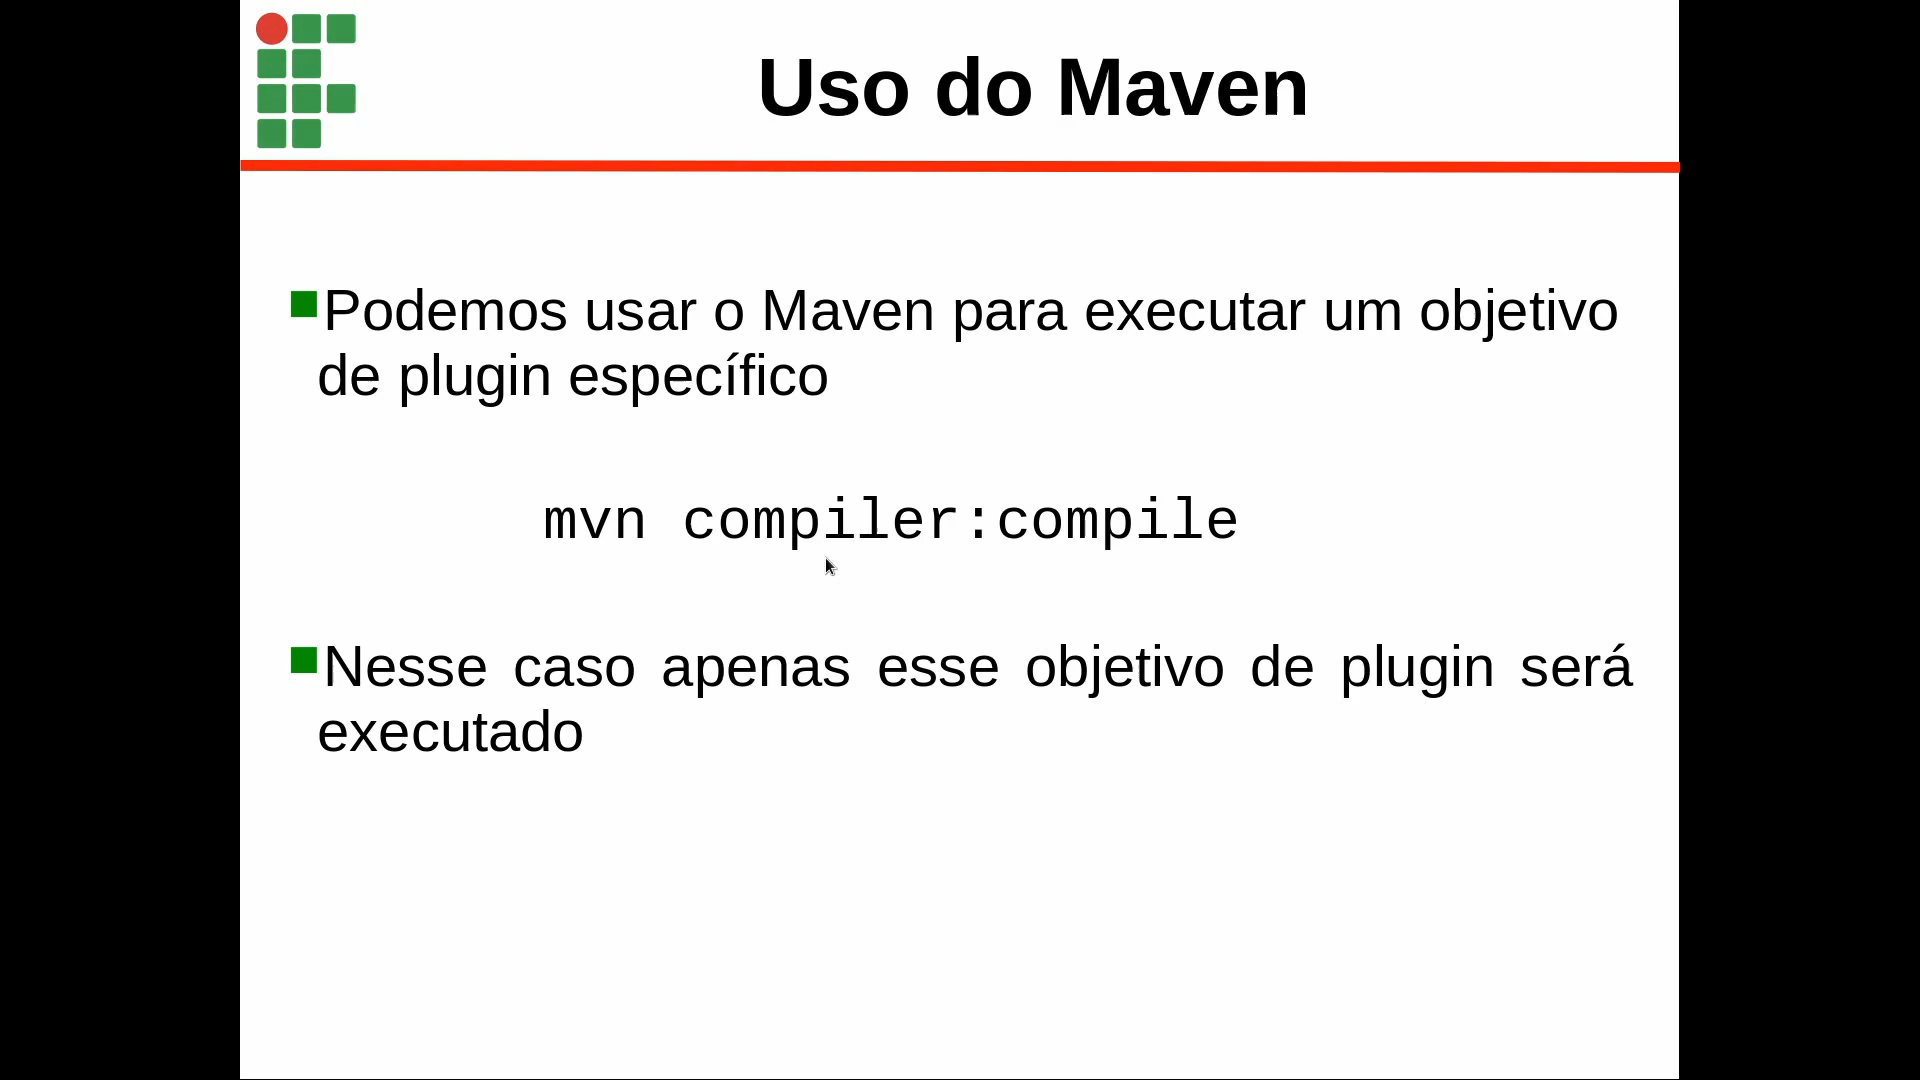 Uso do Maven
Podemos usar o Maven para executar um objetivo
de plugin específico
mvn compiler:compile
Nesse caso apenas esse objetivo de plugin será
executado